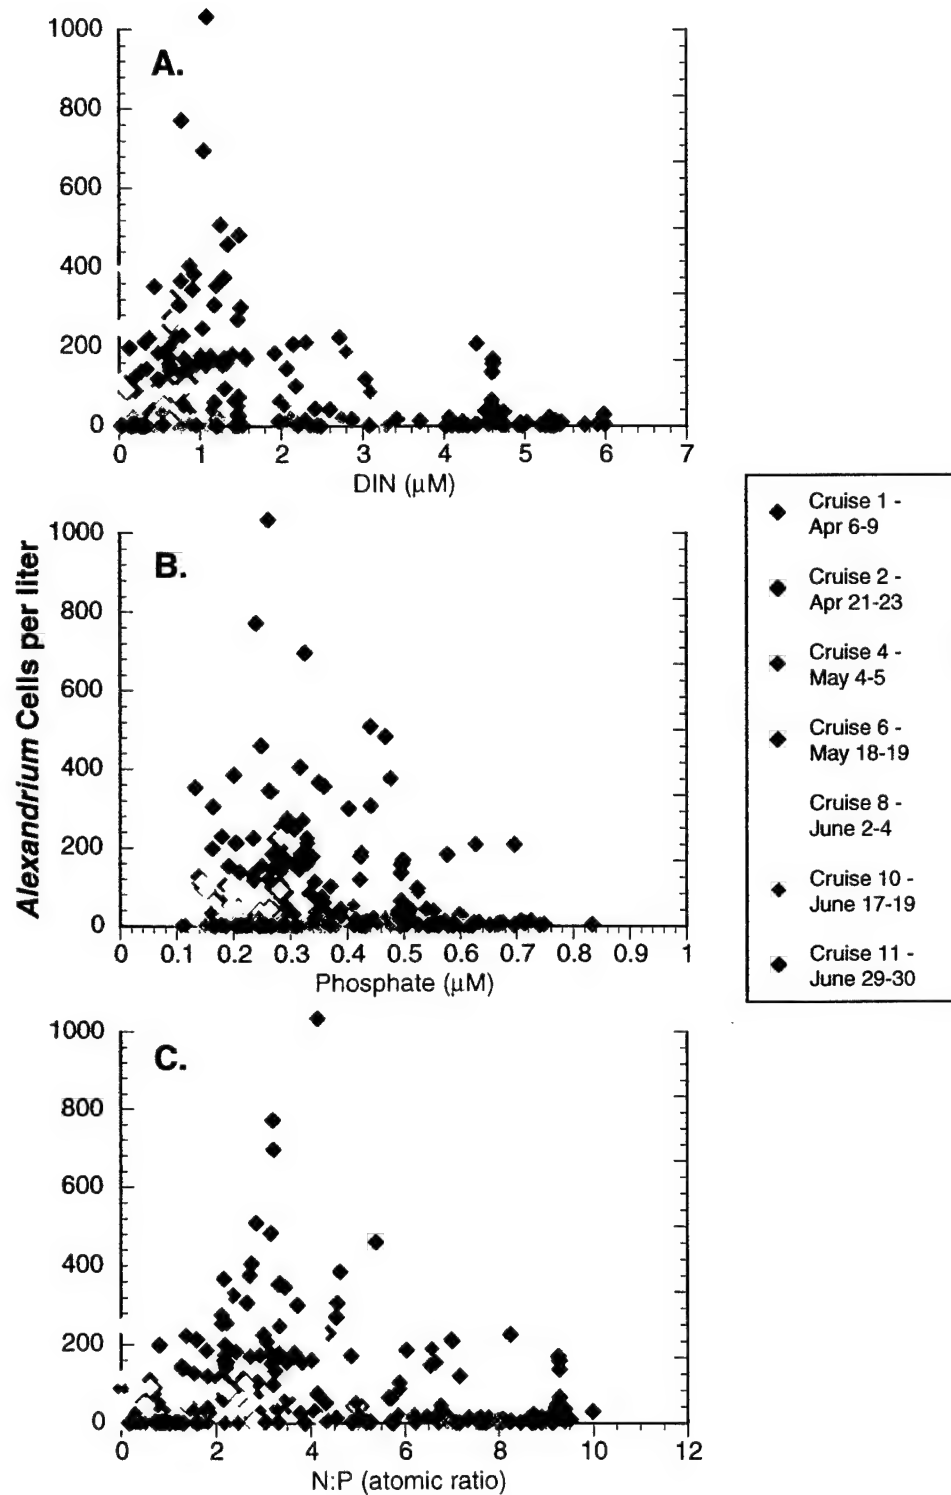 1000
A.
800
600
400
200
0
0 1 2 3 4 5 6 7
DIN (µM)
Alexandrium Cells per liter
1000
B.
800
600
400
200
0
0 0.1 0.2 0.3 0.4 0.5 0.6 0.7 0.8 0.9 1
Phosphate (µM)
1000
C.
800
600
400
200
0
0 2 4 6 8 10 12
N:P (atomic ratio)
Cruise 1 -
Apr 6-9
Cruise 2 -
Apr 21-23
Cruise 4 -
May 4-5
Cruise 6 -
May 18-19
Cruise 8 -
June 2-4
Cruise 10 -
June 17-19
Cruise 11 -
June 29-30